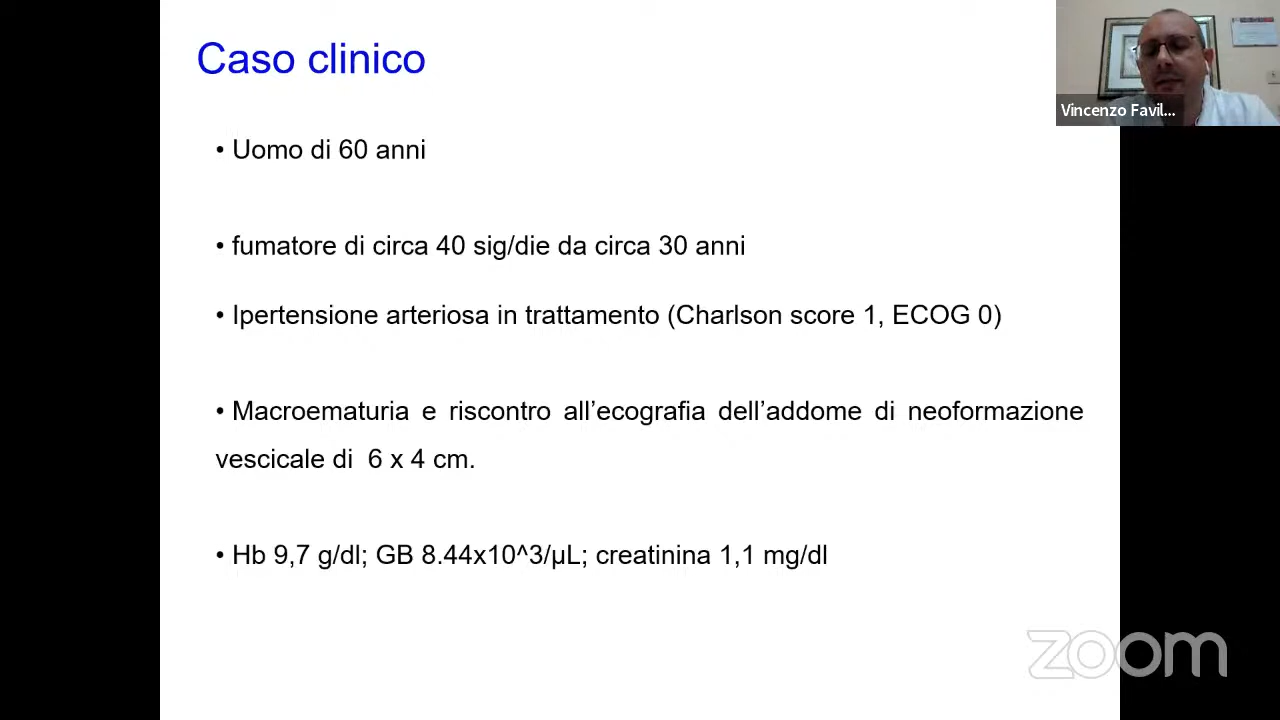 Caso clinico
• Uomo di 60 anni
• fumatore di circa 40 sig/die da circa 30 anni
• Ipertensione arteriosa in trattamento (Charlson score 1, ECOG 0)
• Macroematuria e riscontro all’ecografia dell’addome di neoformazione
vescicale di 6 x 4 cm.
• Hb 9,7 g/dl; GB 8.44x10^3/µL; creatinina 1,1 mg/dl
Vincenzo Favil...
zoom